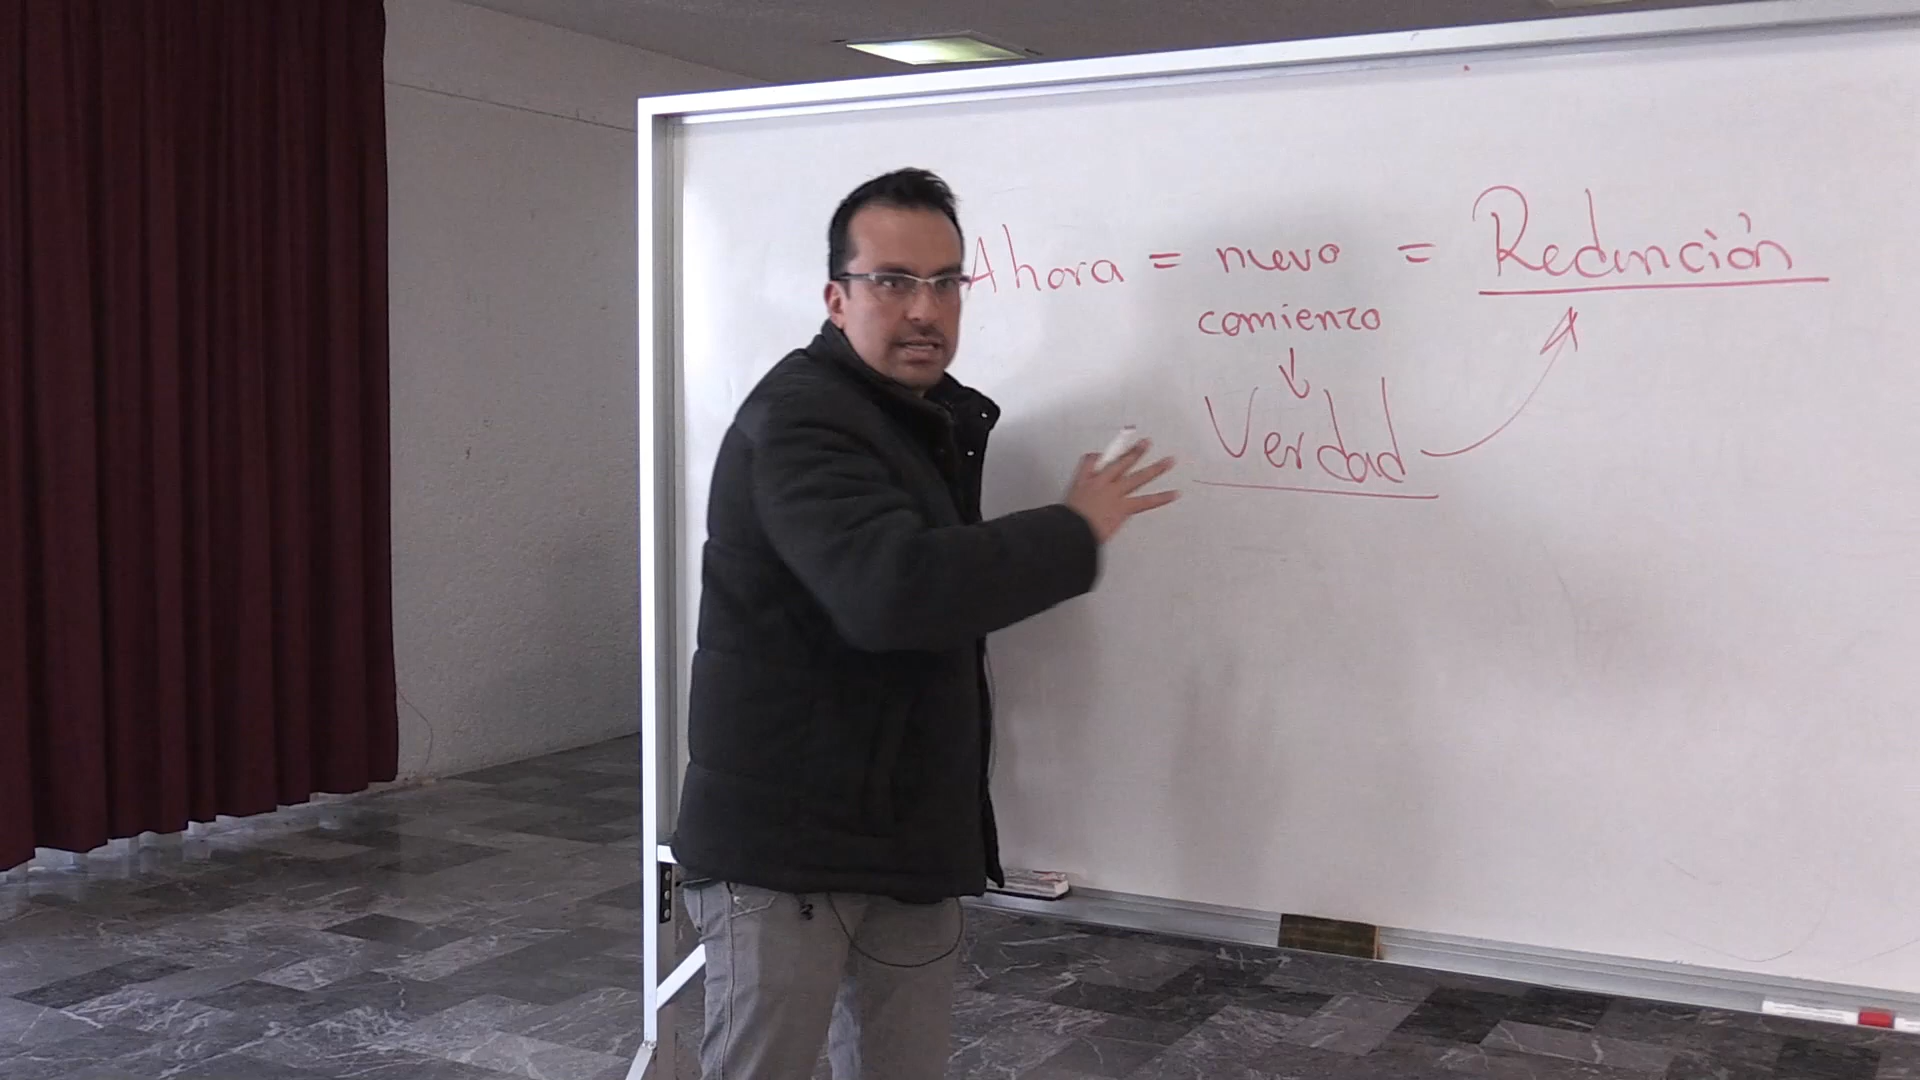 Ahora = nuevo = Redención
comienzo
Verdad